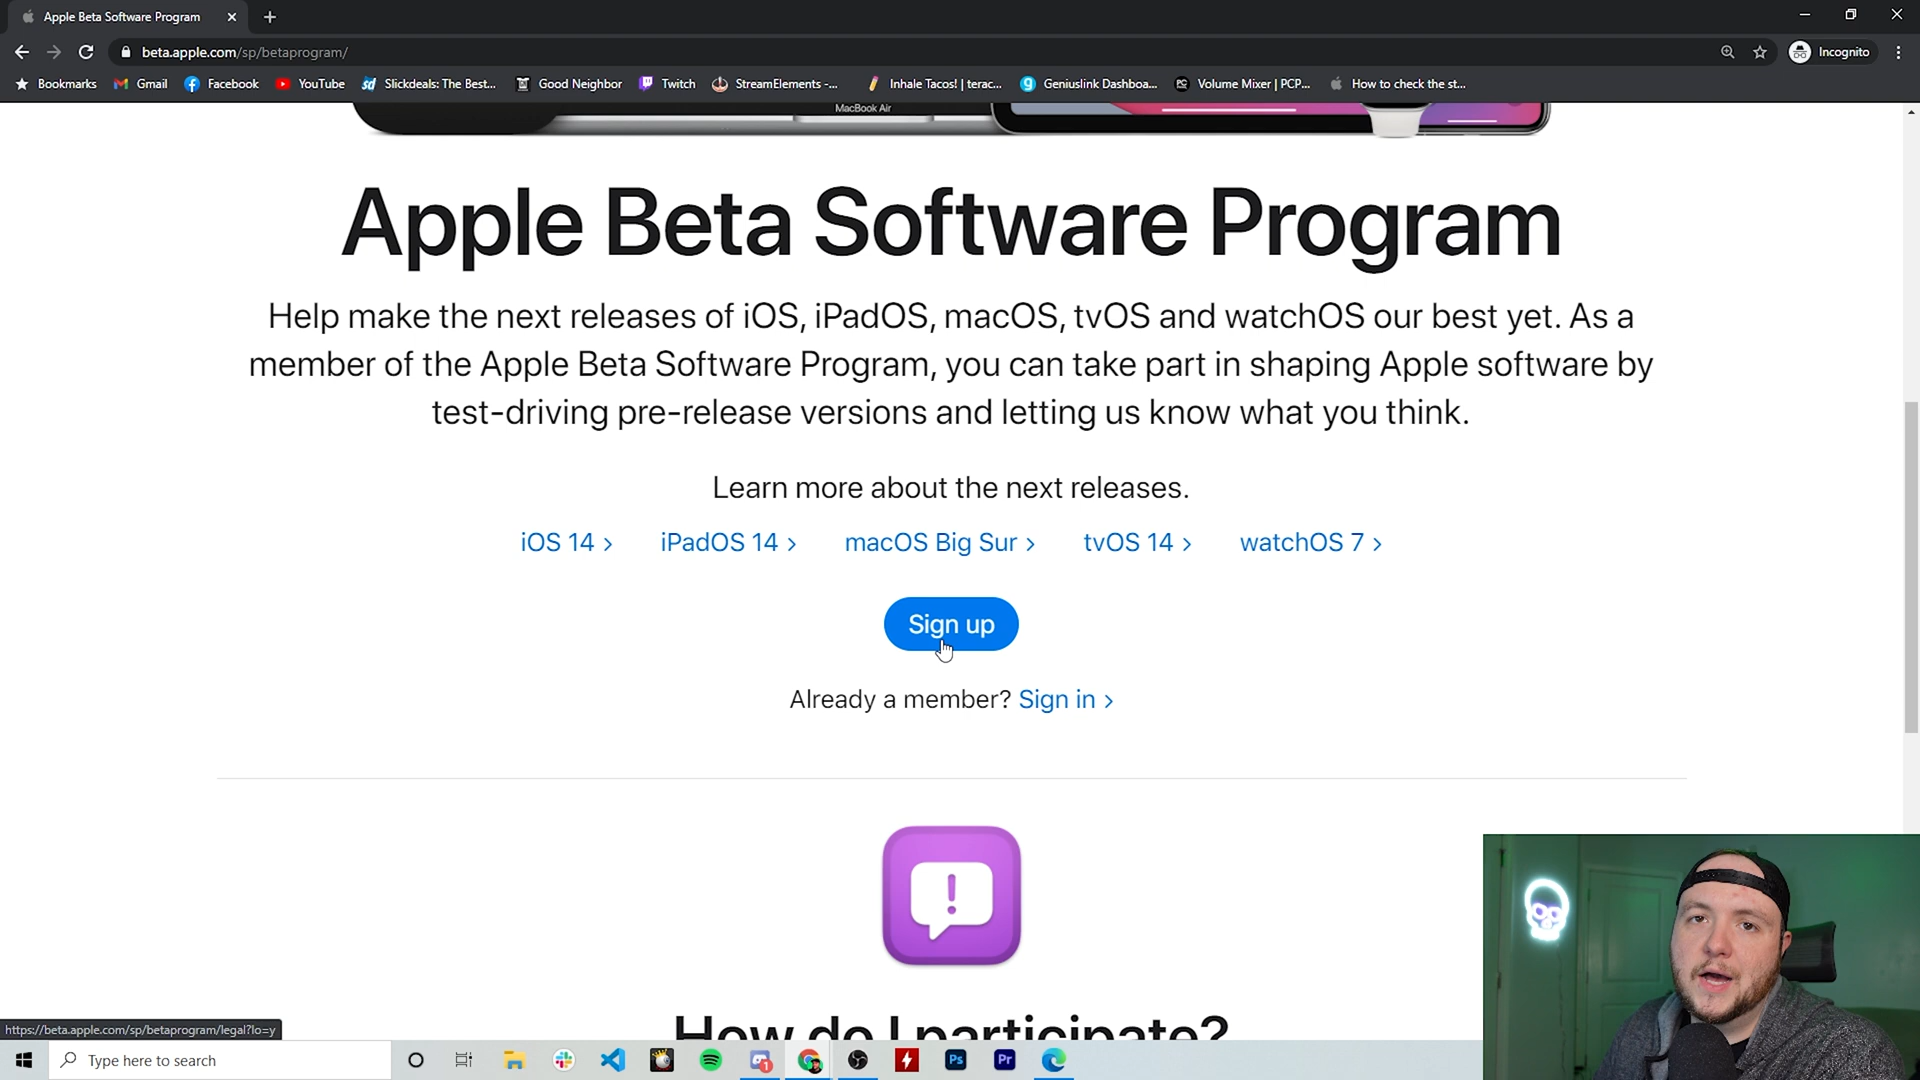 Apple Beta Software Program
beta.apple.com/sp/betaprogram/
Incognito
Bookmarks
Gmail
Facebook
YouTube
Slickdeals: The Best...
Good Neighbor
Twitch
StreamElements -...
Inhale Tacos! | terac...
Geniuslink Dashboa...
Volume Mixer | PCP...
How to check the st...
MacBook Air
Apple Beta Software Program
Help make the next releases of iOS, iPadOS, macOS, tvOS and watchOS our best yet. As a
member of the Apple Beta Software Program, you can take part in shaping Apple software by
test-driving pre-release versions and letting us know what you think.
Learn more about the next releases.
iOS 14 >
iPadOS 14 >
macOS Big Sur >
tvOS 14 >
watchOS 7 >
Sign up
Already a member? Sign in >
How do I participate?
https://beta.apple.com/sp/betaprogram/legal?lo=y
Type here to search
1
Ps
Pr